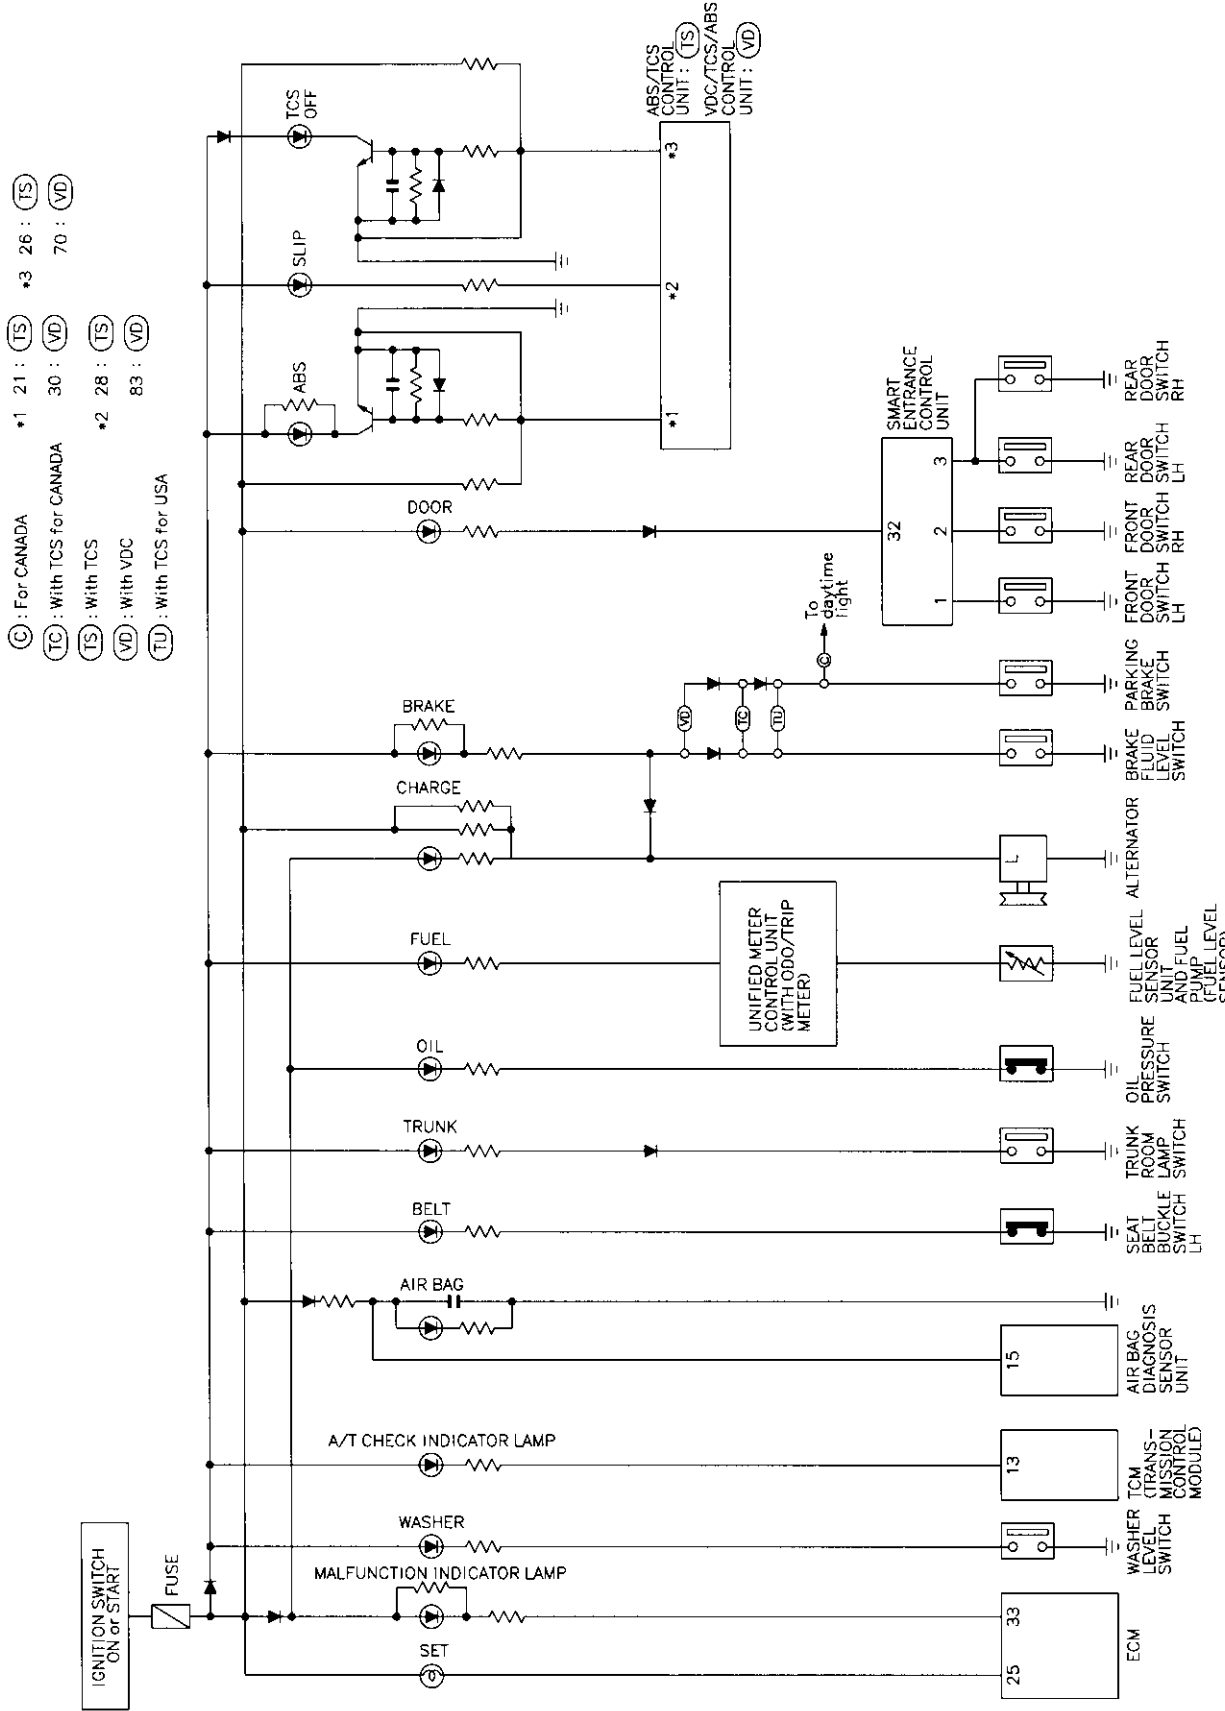 Ⓒ : For CANADA
TC : With TCS for CANADA
TS : With TCS
VD : With VDC
TU : With TCS for USA
*1 21 : TS
30 : VD
*2 28 : TS
83 : VD
*3 26 : TS
70 : VD
IGNITION SWITCH
ON or START
FUSE
SET
MALFUNCTION INDICATOR LAMP
WASHER
A/T CHECK INDICATOR LAMP
AIR BAG
BELT
TRUNK
OIL
FUEL
CHARGE
BRAKE
DOOR
ABS
SLIP
TCS
OFF
UNIFIED METER
CONTROL UNIT
(WITH ODO/TRIP
METER)
VD
TC
TU
C
To
daytime
light
SMART
ENTRANCE
CONTROL
UNIT
32
1
2
3
ABS/TCS
CONTROL
UNIT : TS
VDC/TCS/ABS
CONTROL
UNIT : VD
*1
*2
*3
25
33
ECM
WASHER
LEVEL
SWITCH
13
TCM
(TRANS-
MISSION
CONTROL
MODULE)
15
AIR BAG
DIAGNOSIS
SENSOR
UNIT
SEAT
BELT
BUCKLE
SWITCH
LH
TRUNK
ROOM
LAMP
SWITCH
OIL
PRESSURE
SWITCH
FUEL LEVEL
SENSOR
UNIT
AND FUEL
PUMP
(FUEL LEVEL
SENSOR)
L
ALTERNATOR
BRAKE
FLUID
LEVEL
SWITCH
PARKING
BRAKE
SWITCH
FRONT
DOOR
SWITCH
LH
FRONT
DOOR
SWITCH
RH
REAR
DOOR
SWITCH
LH
REAR
DOOR
SWITCH
RH